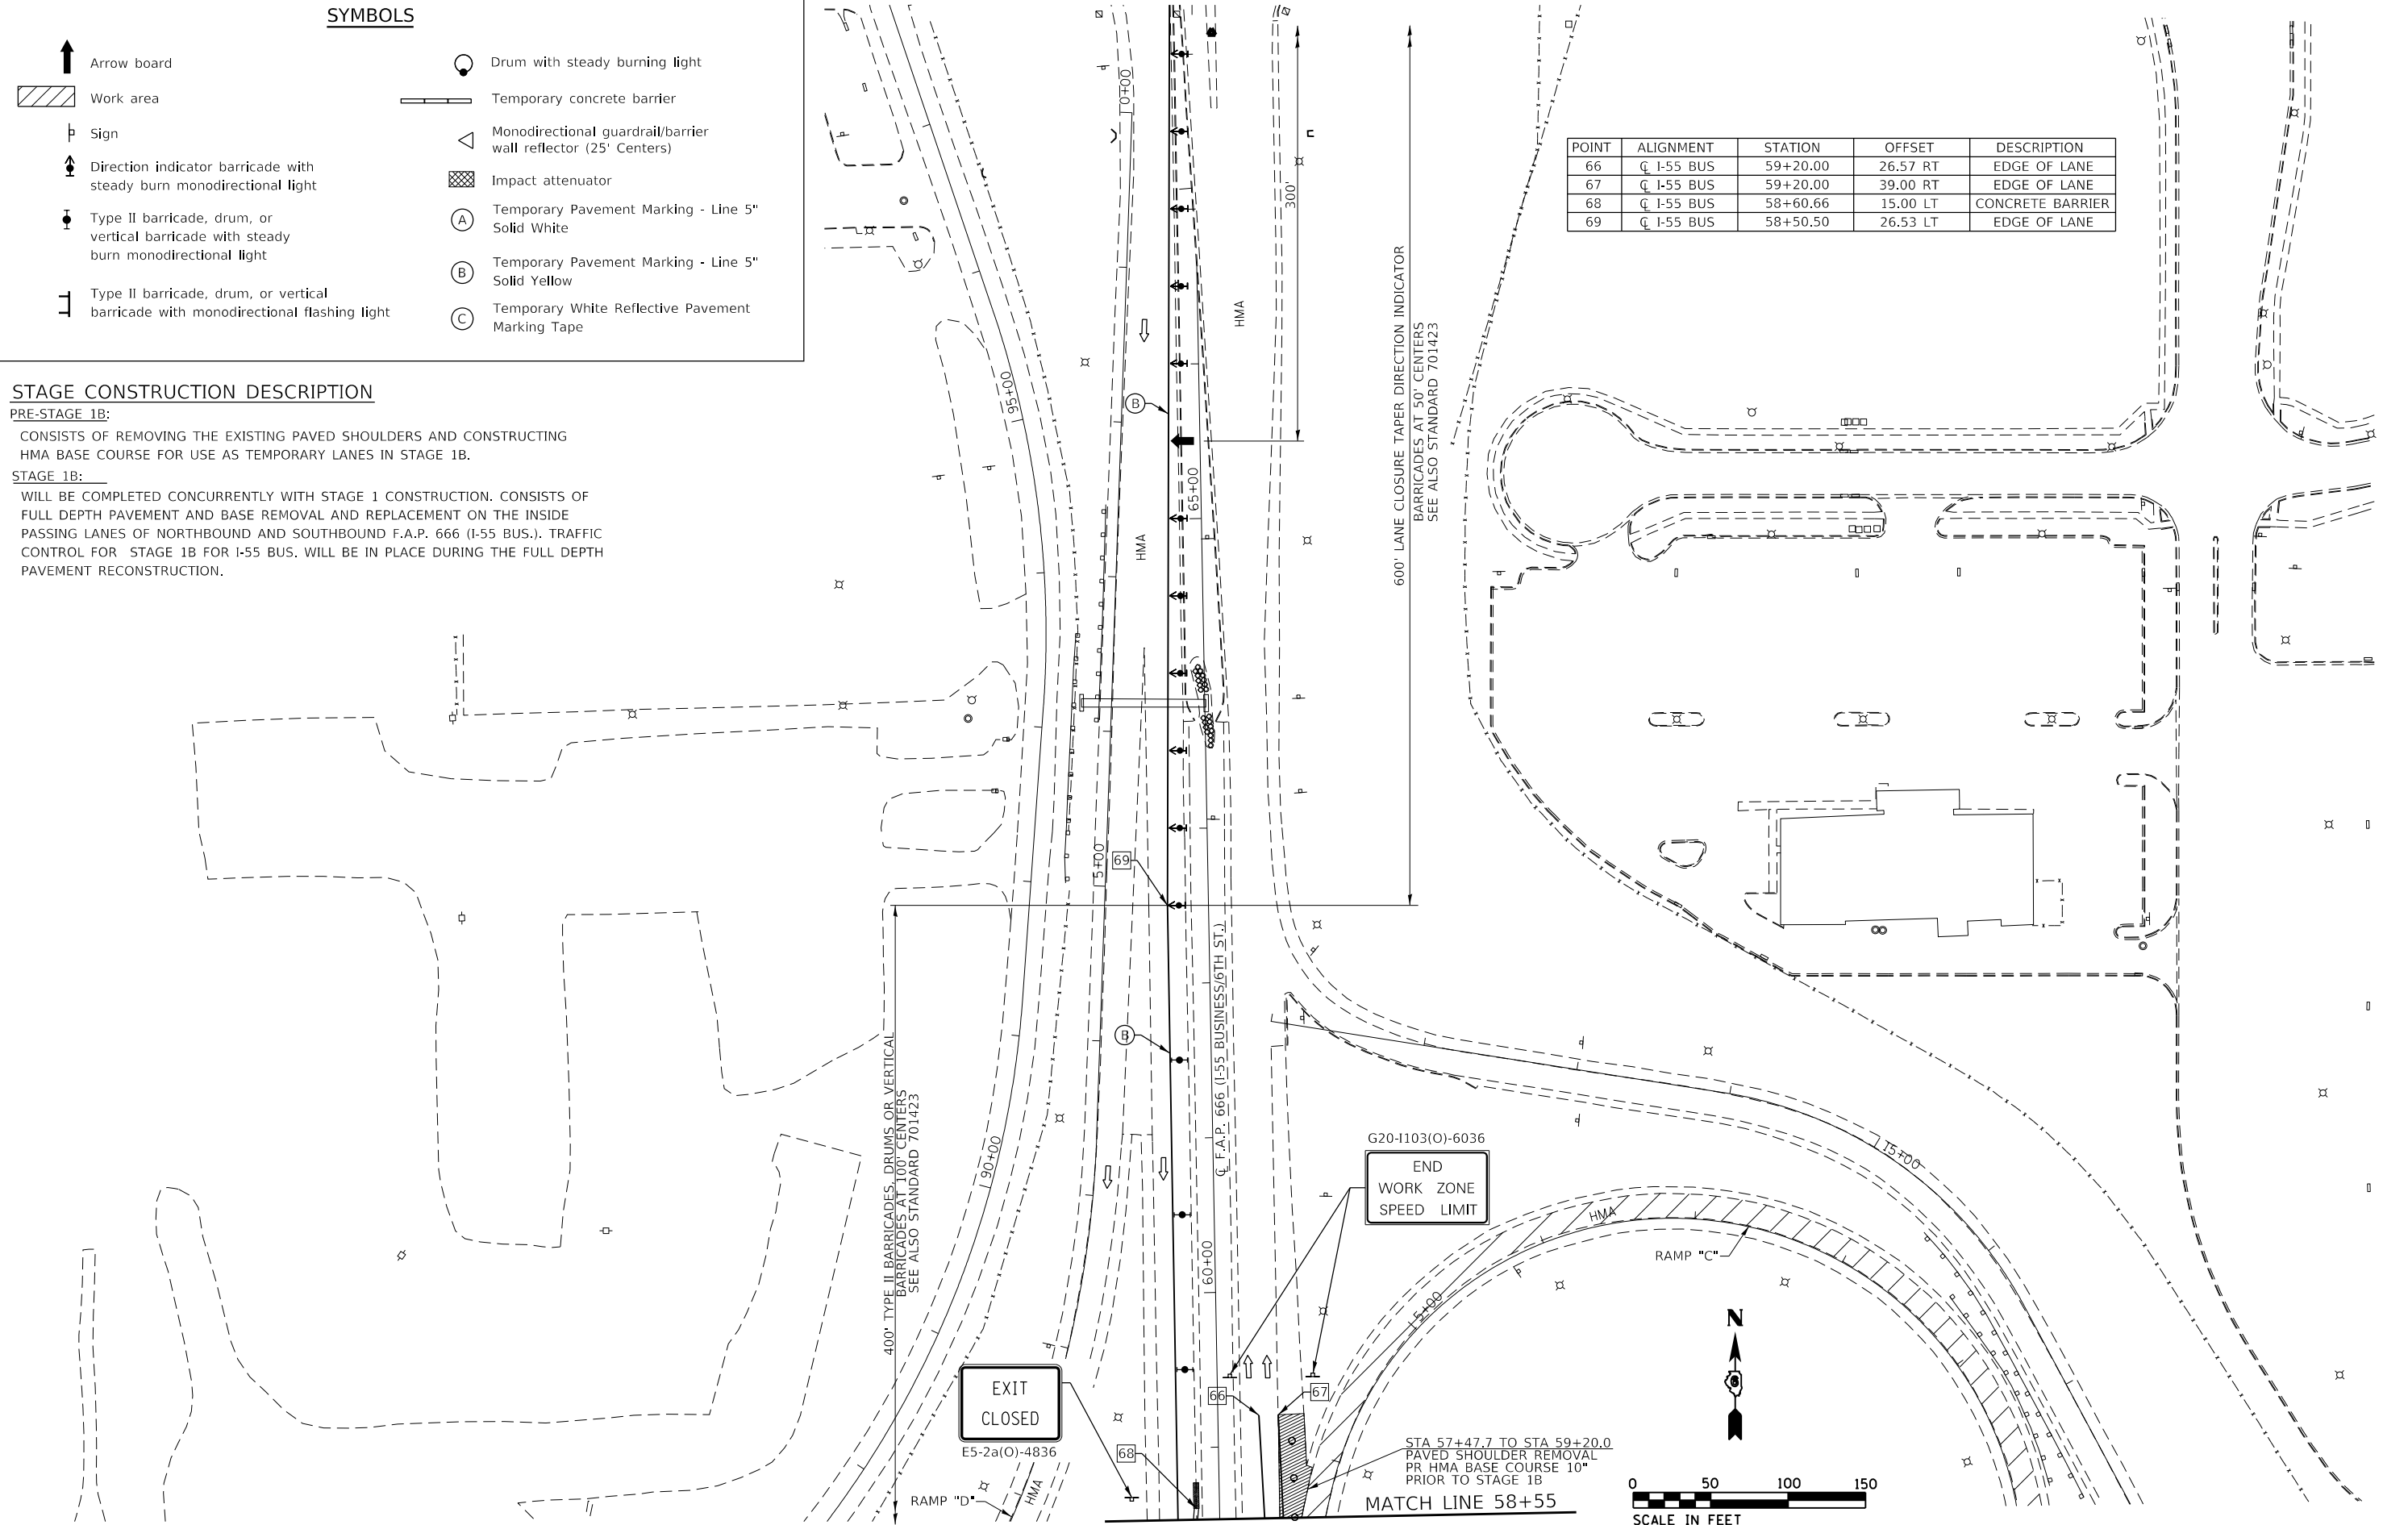 SYMBOLS
Arrow board
Work area
Sign
Direction indicator barricade with
steady burn monodirectional light
Type II barricade, drum, or
vertical barricade with steady
burn monodirectional light
Type II barricade, drum, or vertical
barricade with monodirectional flashing light
Drum with steady burning light
Temporary concrete barrier
Monodirectional guardrail/barrier
wall reflector (25' Centers)
Impact attenuator
A
Temporary Pavement Marking - Line 5"
Solid White
B
Temporary Pavement Marking - Line 5"
Solid Yellow
C
Temporary White Reflective Pavement
Marking Tape
STAGE CONSTRUCTION DESCRIPTION
PRE-STAGE 1B:
CONSISTS OF REMOVING THE EXISTING PAVED SHOULDERS AND CONSTRUCTING
HMA BASE COURSE FOR USE AS TEMPORARY LANES IN STAGE 1B.
STAGE 1B:
WILL BE COMPLETED CONCURRENTLY WITH STAGE 1 CONSTRUCTION. CONSISTS OF
FULL DEPTH PAVEMENT AND BASE REMOVAL AND REPLACEMENT ON THE INSIDE
PASSING LANES OF NORTHBOUND AND SOUTHBOUND F.A.P. 666 (I-55 BUS.). TRAFFIC
CONTROL FOR STAGE 1B FOR I-55 BUS. WILL BE IN PLACE DURING THE FULL DEPTH
PAVEMENT RECONSTRUCTION.
POINT ALIGNMENT STATION OFFSET DESCRIPTION
66 ℄ I-55 BUS 59+20.00 26.57 RT EDGE OF LANE
67 ℄ I-55 BUS 59+20.00 39.00 RT EDGE OF LANE
68 ℄ I-55 BUS 58+60.66 15.00 LT CONCRETE BARRIER
69 ℄ I-55 BUS 58+50.50 26.53 LT EDGE OF LANE
300'
HMA
600' LANE CLOSURE TAPER DIRECTION INDICATOR
BARRICADES AT 50' CENTERS
SEE ALSO STANDARD 701423
95+00
B
65+00
HMA
69
5+00
℄ F.A.P. 666 (I-55 BUSINESS/6TH ST.)
B
400' TYPE II BARRICADES, DRUMS OR VERTICAL
BARRICADES AT 100' CENTERS
SEE ALSO STANDARD 701423
90+00
60+00
G20-I103(O)-6036
END
WORK ZONE
SPEED LIMIT
15+00
HMA
RAMP "C"
5+00
N
EXIT
CLOSED
E5-2a(O)-4836
66
67
68
RAMP "D"
HMA
STA 57+47.7 TO STA 59+20.0
PAVED SHOULDER REMOVAL
PR HMA BASE COURSE 10"
PRIOR TO STAGE 1B
MATCH LINE 58+55
0 50 100 150
SCALE IN FEET